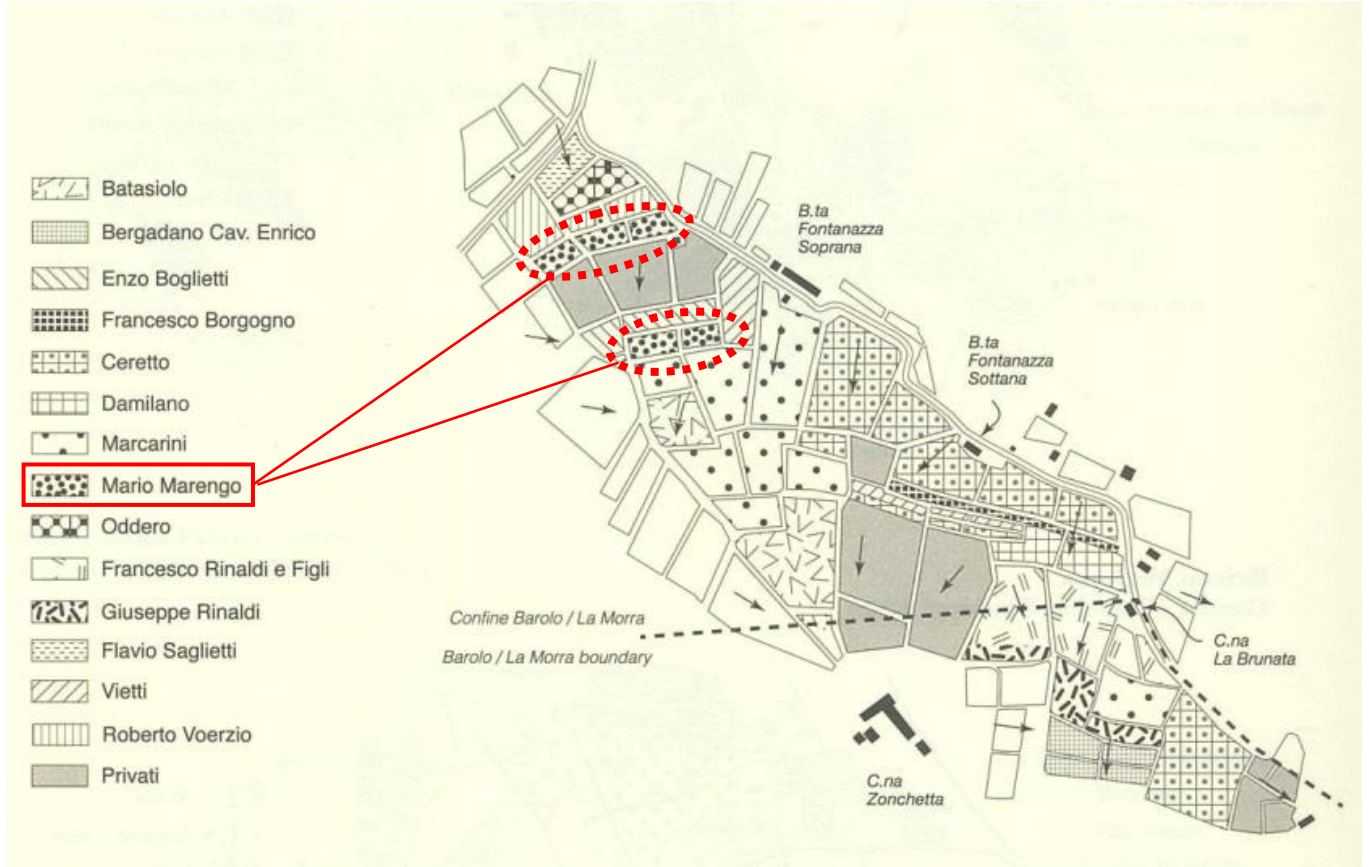 Batasiolo
Bergadano Cav. Enrico
Enzo Boglietti
Francesco Borgogno
Ceretto
Damilano
Marcarini
Mario Marengo
Oddero
Francesco Rinaldi e Figli
Giuseppe Rinaldi
Flavio Saglietti
Vietti
Roberto Voerzio
Privati
B.ta
Fontanazza
Soprana
B.ta
Fontanazza
Sottana
Confine Barolo / La Morra
Barolo / La Morra boundary
C.na
La Brunata
C.na
Zonchetta